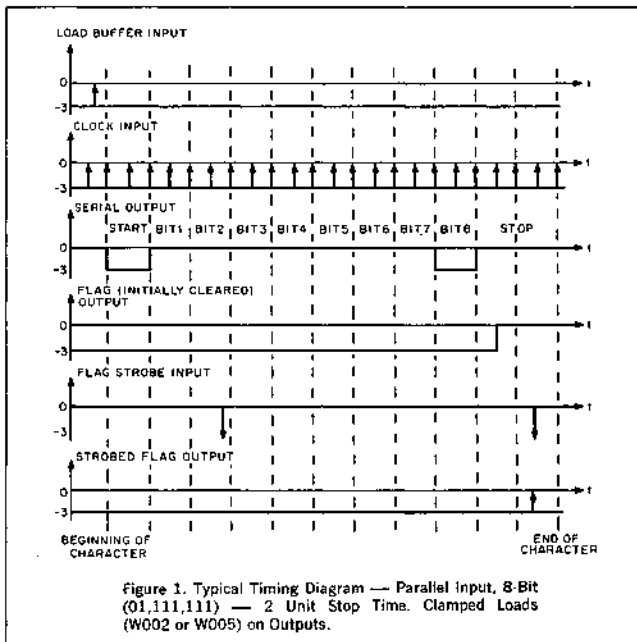 LOAD BUFFER INPUT
0
-3
t
CLOCK INPUT
0
-3
t
SERIAL OUTPUT
START BIT1 BIT2 BIT3 BIT4 BIT5 BIT6 BIT7 BIT8 STOP
0
-3
t
FLAG (INITIALLY CLEARED)
OUTPUT
0
-3
t
FLAG STROBE INPUT
0
-3
t
STROBED FLAG OUTPUT
0
-3
t
BEGINNING OF
CHARACTER
END OF
CHARACTER
Figure 1. Typical Timing Diagram — Parallel Input, 8-Bit
(01,111,111) — 2 Unit Stop Time. Clamped Loads
(W002 or W005) on Outputs.